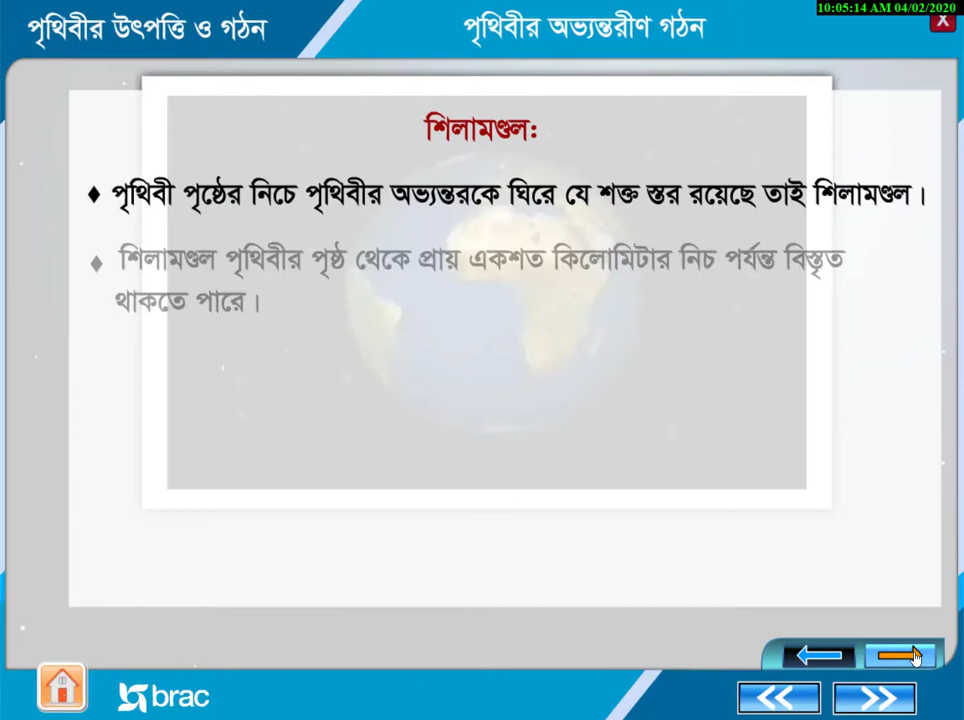 10:05:14 AM 04/02/2020
পৃথিবীর উৎপত্তি ও গঠন
পৃথিবীর অভ্যন্তরীণ গঠন
X
শিলামণ্ডল:
♦ পৃথিবী পৃষ্ঠের নিচে পৃথিবীর অভ্যন্তরকে ঘিরে যে শক্ত স্তর রয়েছে তাই শিলামণ্ডল।
♦ শিলামণ্ডল পৃথিবীর পৃষ্ঠ থেকে প্রায় একশত কিলোমিটার নিচ পর্যন্ত বিস্তৃত
থাকতে পারে।
brac